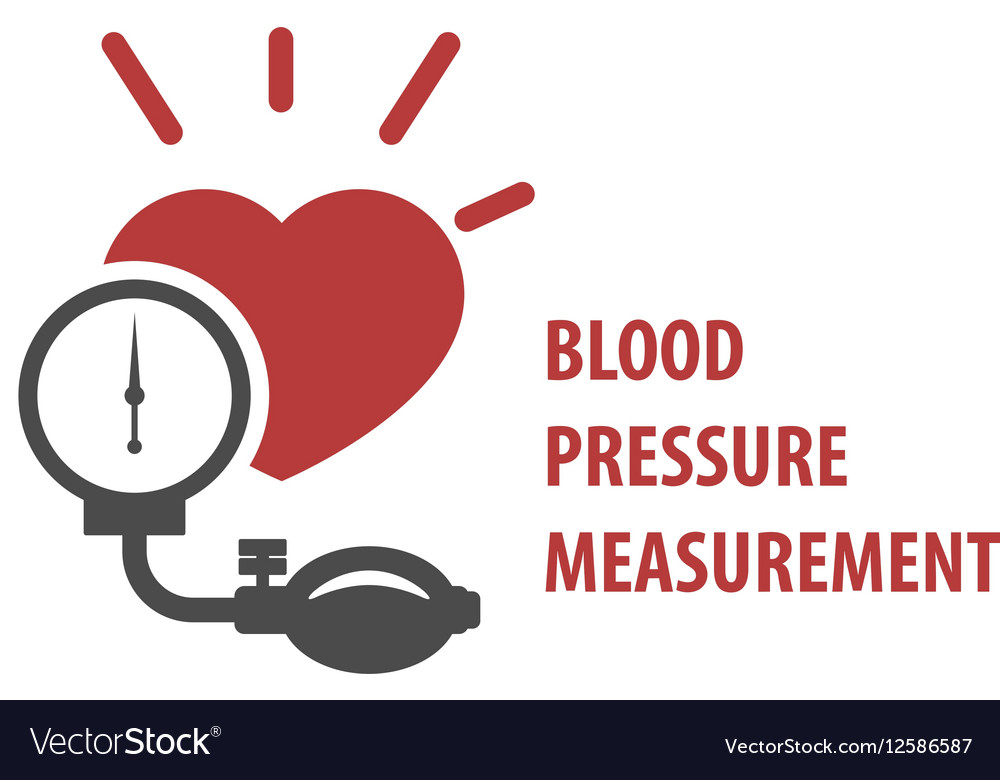 BLOOD
PRESSURE
MEASUREMENT
VectorStock®
VectorStock.com/12586587